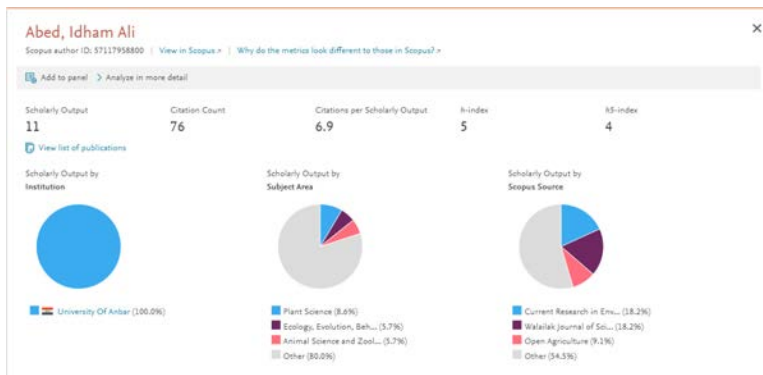 Abed, Idham Ali
Scopus author ID: 57117958800 | View in Scopus > | Why do the metrics look different to those in Scopus? >
Add to panel > Analyze in more detail
Scholarly Output
11
View list of publications
Citation Count
76
Citations per Scholarly Output
6.9
h-index
5
h5-index
4
Scholarly Output by
Institution
University Of Anbar (100.0%)
Scholarly Output by
Subject Area
Plant Science (8.6%)
Ecology, Evolution, Beh... (5.7%)
Animal Science and Zool... (5.7%)
Other (80.0%)
Scholarly Output by
Scopus Source
Current Research in Env... (18.2%)
Walailak Journal of Sci... (18.2%)
Open Agriculture (9.1%)
Other (54.5%)